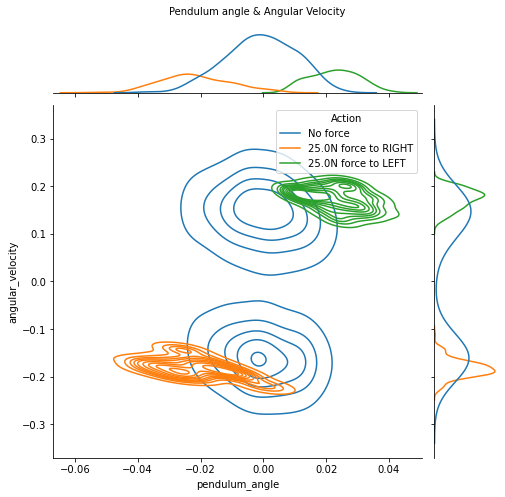 Pendulum angle & Angular Velocity
Action
No force
25.0N force to RIGHT
25.0N force to LEFT
0.3
0.2
0.1
0.0
−0.1
−0.2
−0.3
angular_velocity
−0.06
−0.04
−0.02
0.00
0.02
0.04
pendulum_angle